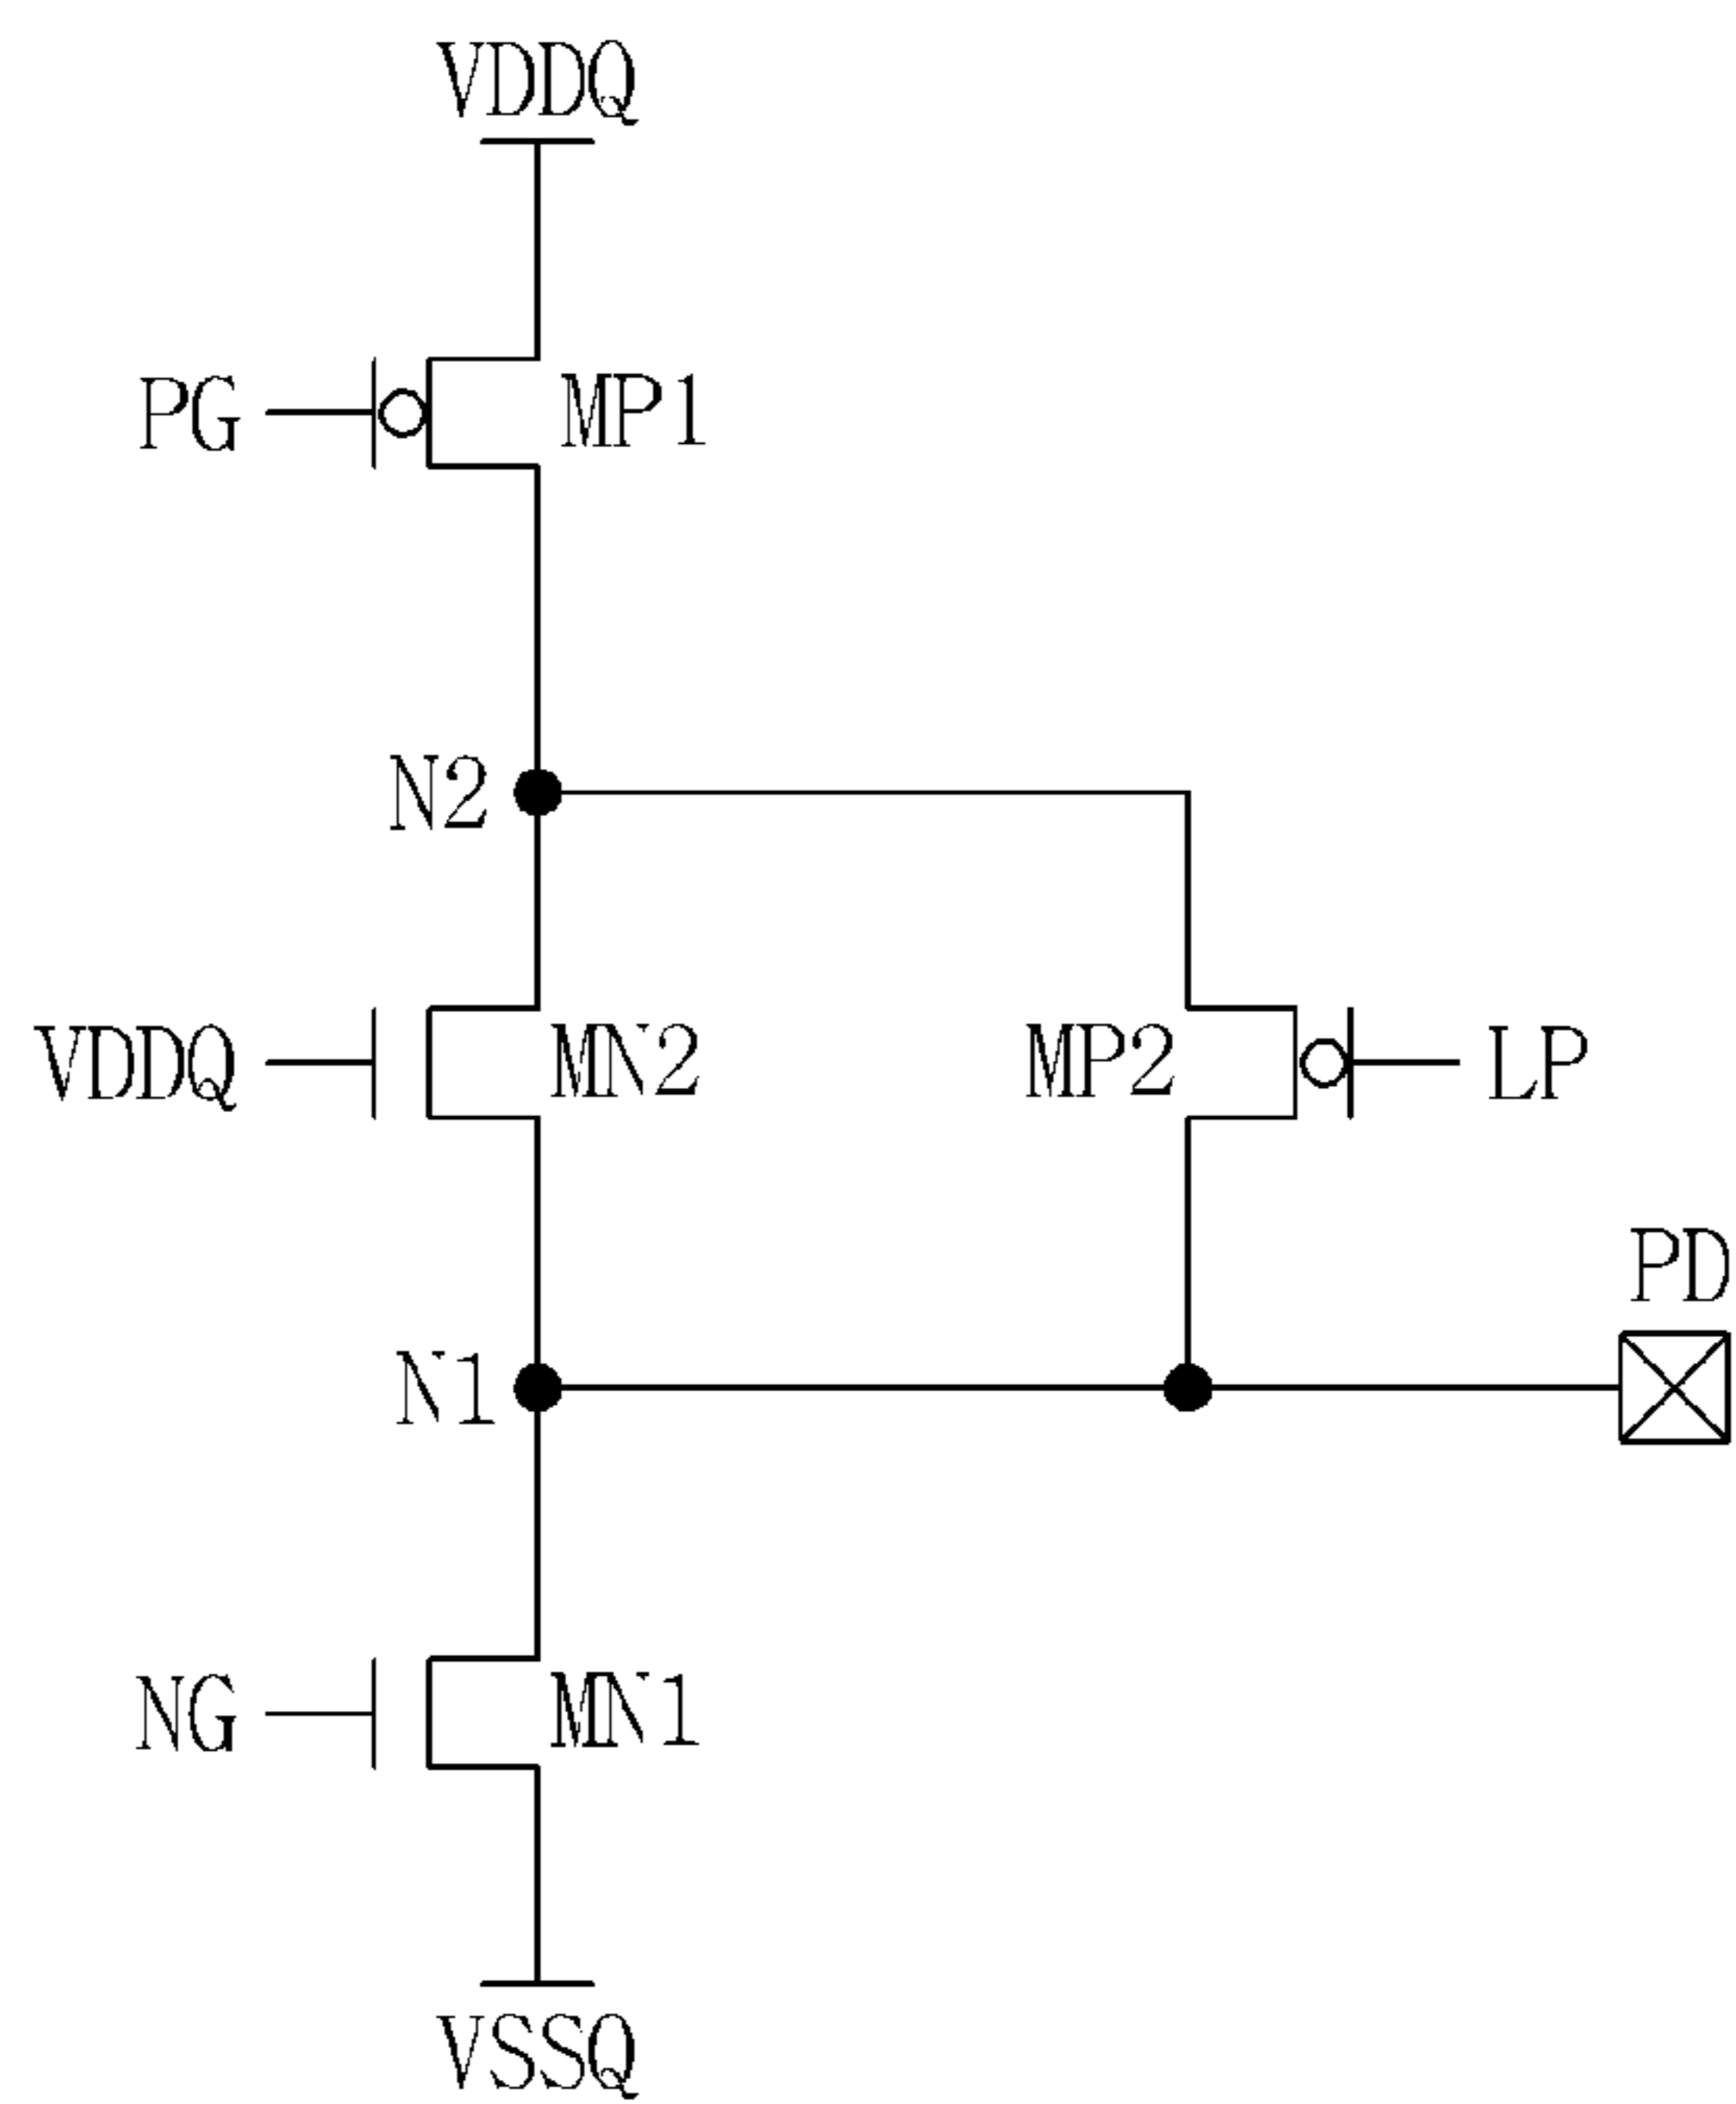 VDDQ
PG MP1
N2
VDDQ MN2 MP2 LP
PD
N1
NG MN1
VSSQ